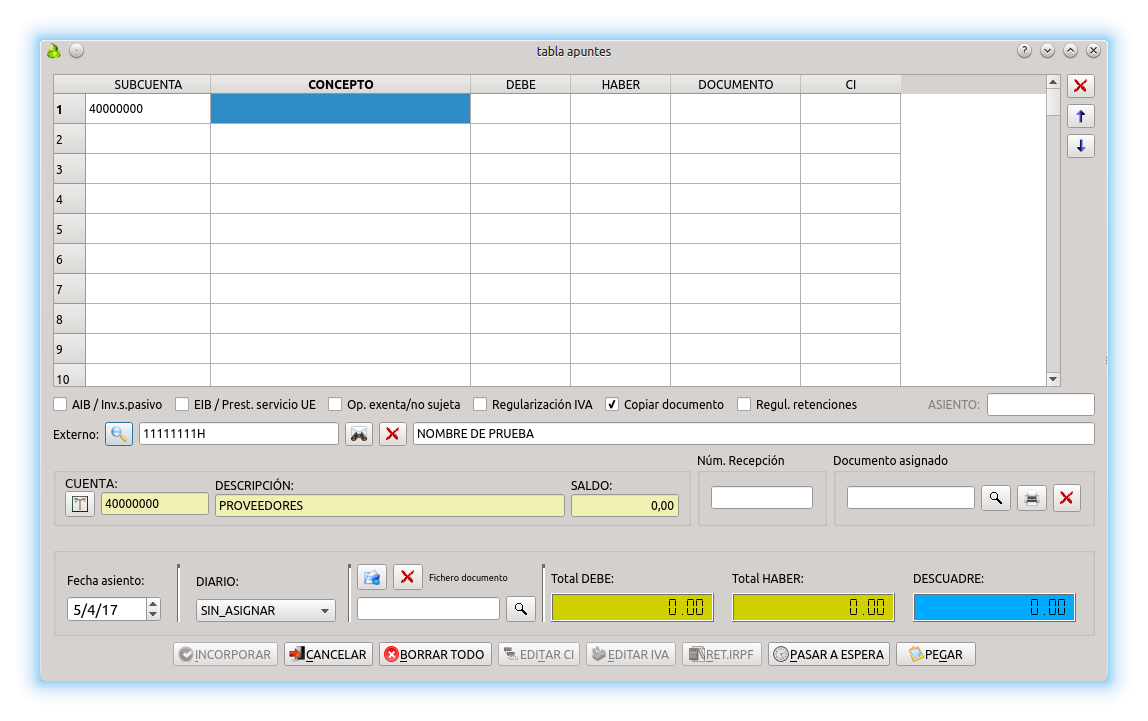 tabla apuntes
SUBCUENTA CONCEPTO DEBE HABER DOCUMENTO CI
1 40000000
2
3
4
5
6
7
8
9
10
AIB / Inv.s.pasivo EIB / Prest. servicio UE Op. exenta/no sujeta Regularización IVA Copiar documento Regul. retenciones ASIENTO:
Externo: 11111111H NOMBRE DE PRUEBA
Núm. Recepción Documento asignado
CUENTA: DESCRIPCIÓN: SALDO:
40000000 PROVEEDORES 0,00
Fecha asiento: DIARIO: Fichero documento Total DEBE: Total HABER: DESCUADRE:
5/4/17 SIN_ASIGNAR 0.00 0.00 0.00
INCORPORAR CANCELAR BORRAR TODO EDITAR CI EDITAR IVA RET.IRPF PASAR A ESPERA PEGAR